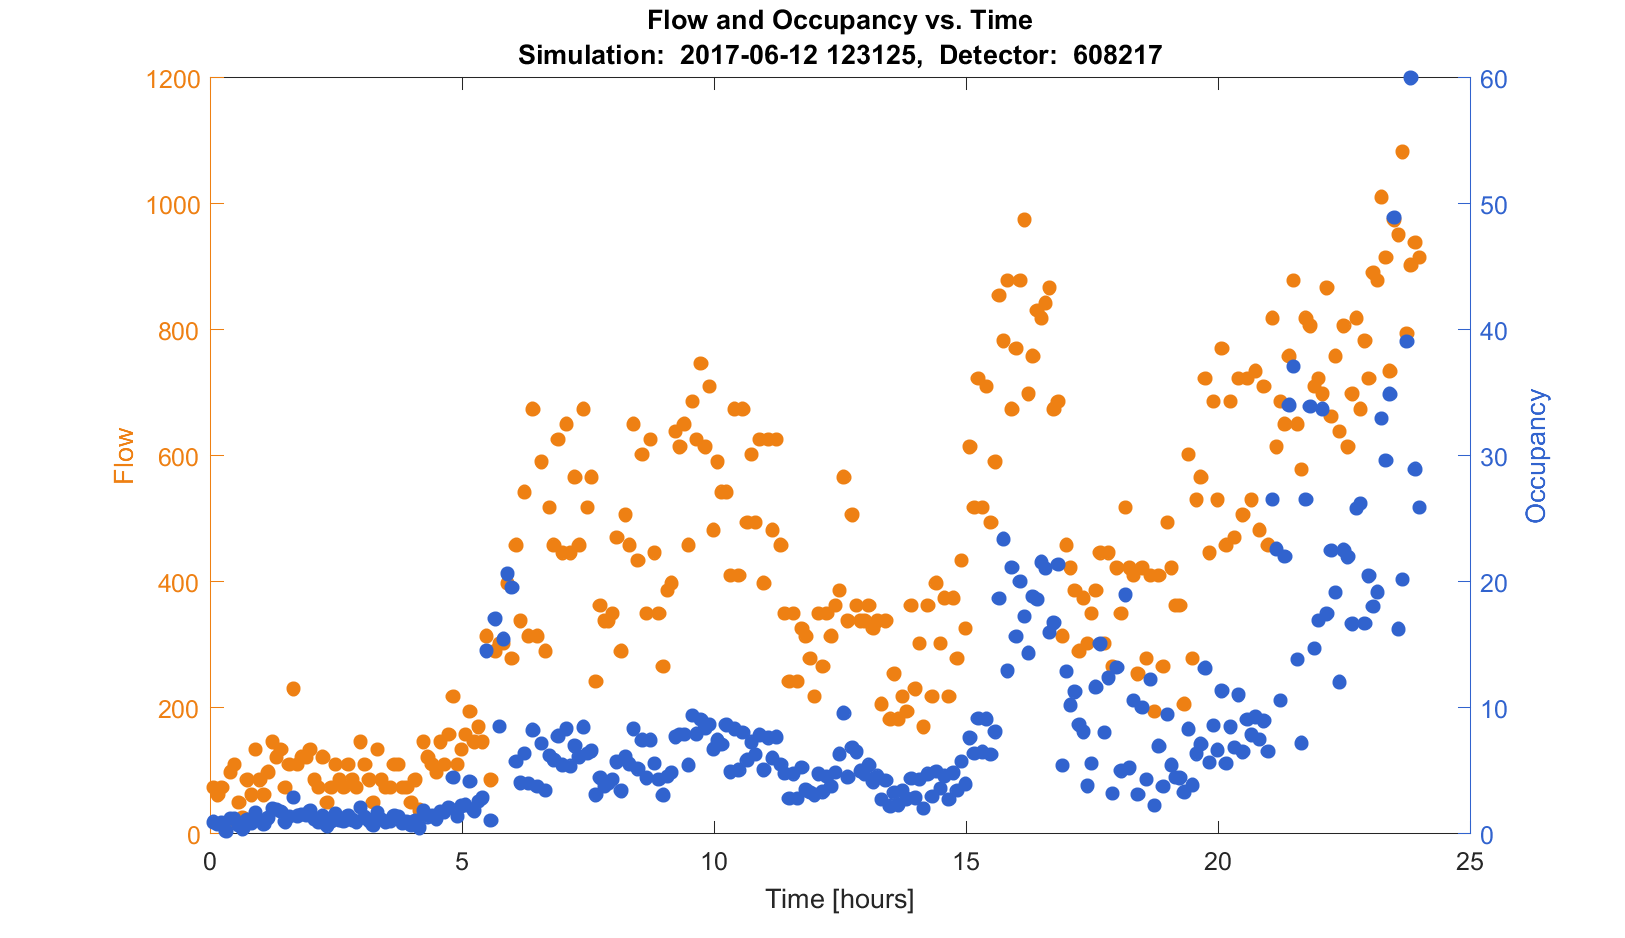 Flow and Occupancy vs. Time
Simulation:  2017-06-12 123125,  Detector:  608217
1200
1000
800
600
400
200
0
Flow
60
50
40
30
20
10
0
Occupancy
0 5 10 15 20 25
Time [hours]